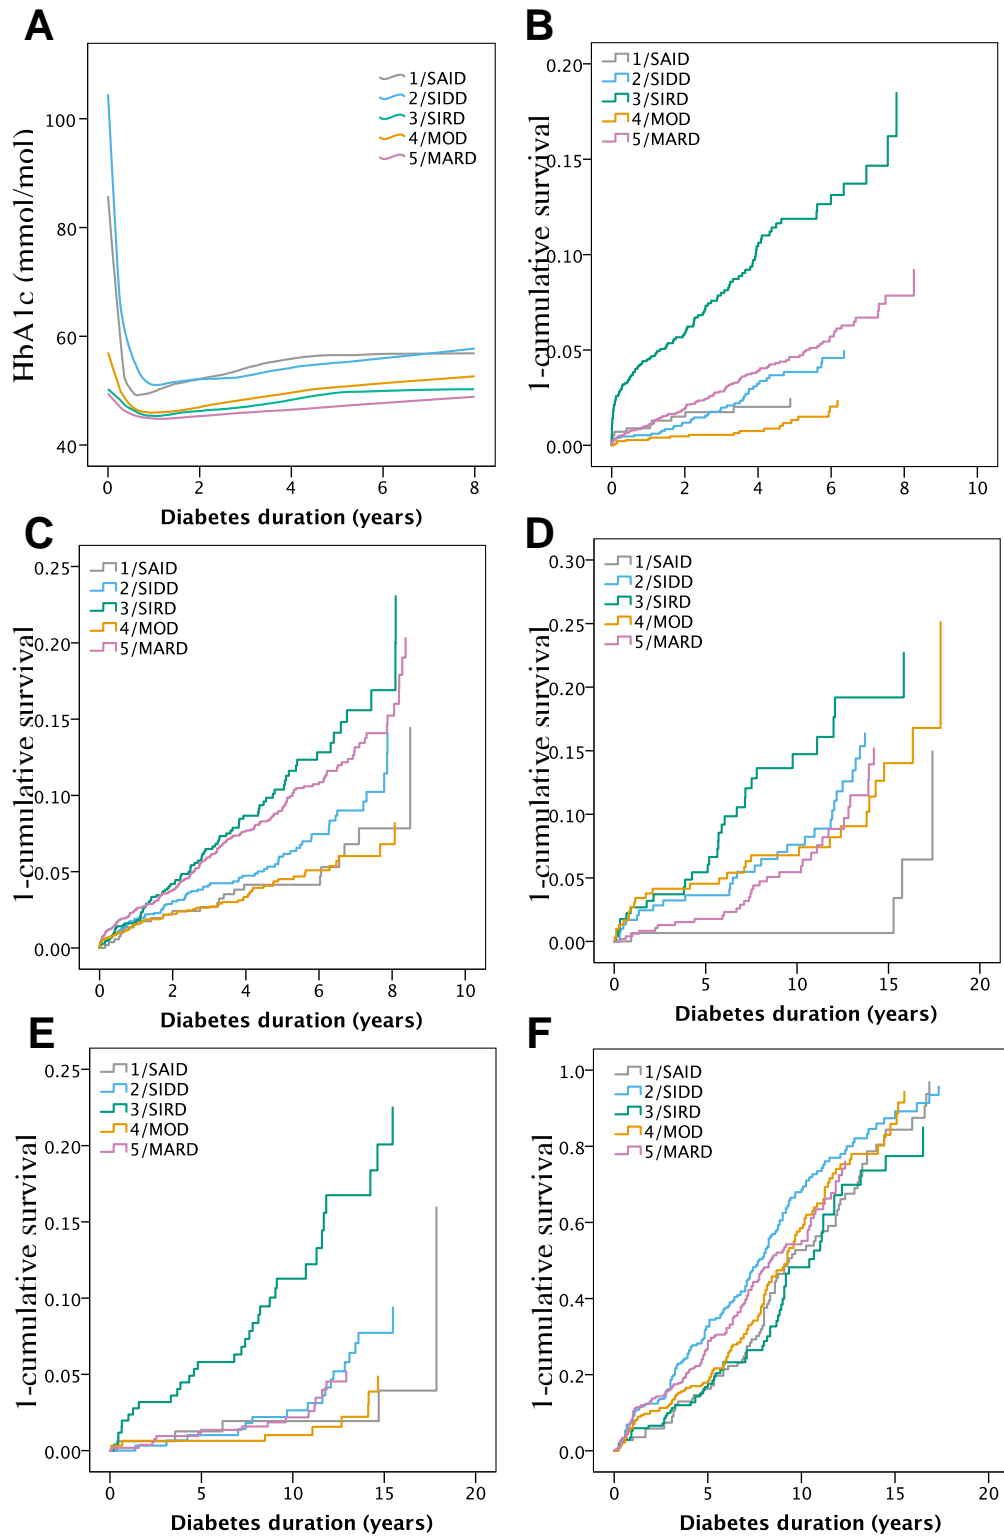 A
HbA1c (mmol/mol)
100
80
60
40
1/SAID
2/SIDD
3/SIRD
4/MOD
5/MARD
0 2 4 6 8
Diabetes duration (years)
B
1-cumulative survival
0.20
0.15
0.10
0.05
0.00
1/SAID
2/SIDD
3/SIRD
4/MOD
5/MARD
0 2 4 6 8 10
C
1-cumulative survival
0.25
0.20
0.15
0.10
0.05
0.00
1/SAID
2/SIDD
3/SIRD
4/MOD
5/MARD
0 2 4 6 8 10
Diabetes duration (years)
D
1-cumulative survival
0.30
0.25
0.20
0.15
0.10
0.05
0.00
1/SAID
2/SIDD
3/SIRD
4/MOD
5/MARD
0 5 10 15 20
Diabetes duration (years)
E
1-cumulative survival
0.25
0.20
0.15
0.10
0.05
0.00
1/SAID
2/SIDD
3/SIRD
4/MOD
5/MARD
0 5 10 15 20
Diabetes duration (years)
F
1-cumulative survival
1.0
0.8
0.6
0.4
0.2
0.0
1/SAID
2/SIDD
3/SIRD
4/MOD
5/MARD
0 5 10 15 20
Diabetes duration (years)